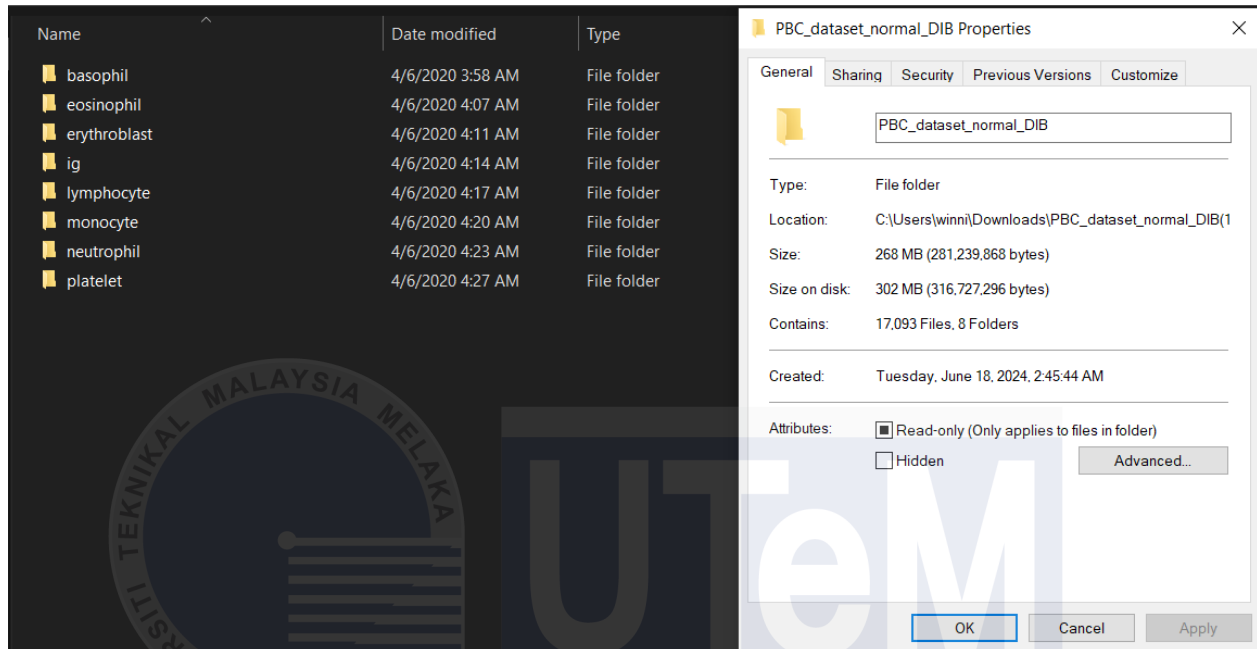 Name Date modified Type
basophil 4/6/2020 3:58 AM File folder
eosinophil 4/6/2020 4:07 AM File folder
erythroblast 4/6/2020 4:11 AM File folder
ig 4/6/2020 4:14 AM File folder
lymphocyte 4/6/2020 4:17 AM File folder
monocyte 4/6/2020 4:20 AM File folder
neutrophil 4/6/2020 4:23 AM File folder
platelet 4/6/2020 4:27 AM File folder
PBC_dataset_normal_DIB Properties
General Sharing Security Previous Versions Customize
PBC_dataset_normal_DIB
Type: File folder
Location: C:\Users\winni\Downloads\PBC_dataset_normal_DIB(1
Size: 268 MB (281,239,868 bytes)
Size on disk: 302 MB (316,727,296 bytes)
Contains: 17,093 Files, 8 Folders
Created: Tuesday, June 18, 2024, 2:45:44 AM
Attributes: Read-only (Only applies to files in folder)
Hidden Advanced...
OK Cancel Apply
RSITI TEKNIKAL MALAYSIA MELAKA
UTeM